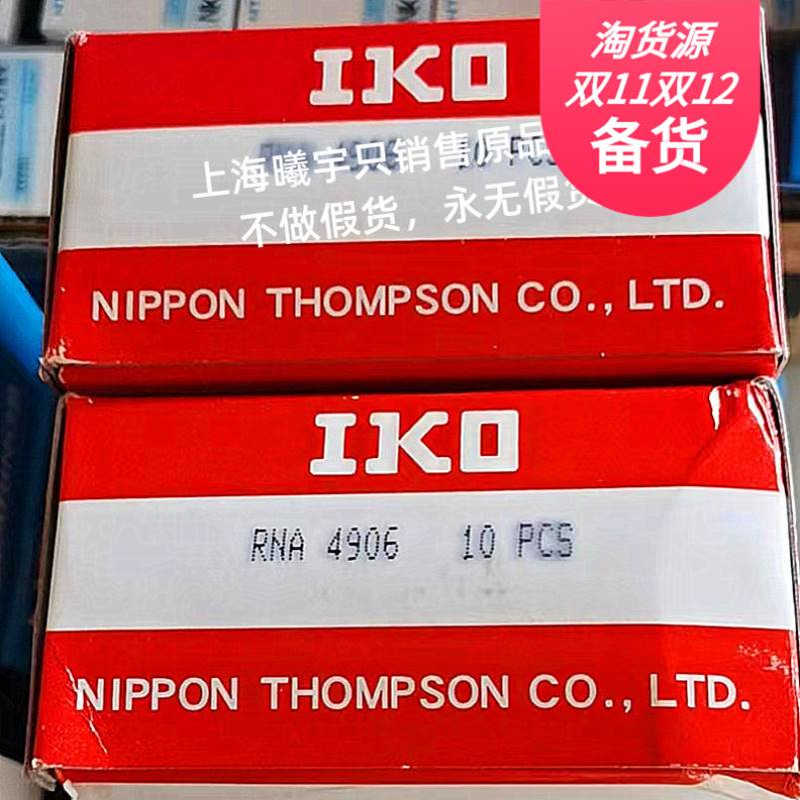 淘货源
双11双12
备货
IKO
10 PCS
上海曦宇只销售原品
不做假货，永无假货
NIPPON THOMPSON CO., LTD.
IKO
RNA 4906 10 PCS
NIPPON THOMPSON CO., LTD.